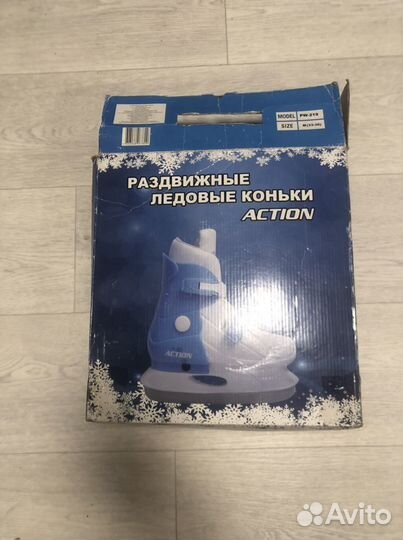 MODEL PW-219
SIZE
РАЗДВИЖНЫЕ
ЛЕДОВЫЕ КОНЬКИ
ACTION
ACTION
Avito